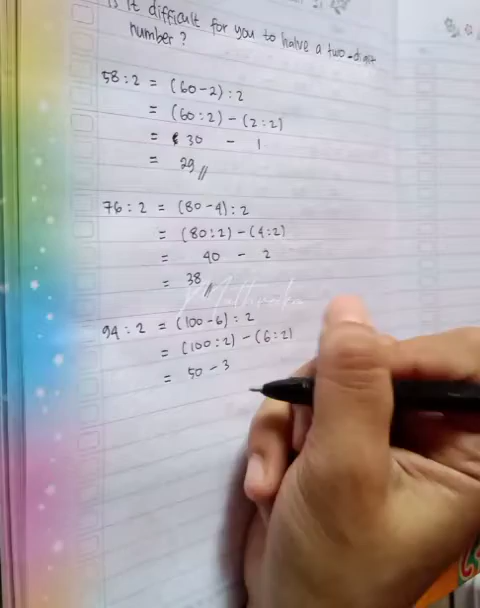 Is it difficult for you to halve a two-digit
number?
58 : 2 = (60-2) : 2
= (60 : 2) - (2 : 2)
= 30 - 1
= 29 //
76 : 2 = (80-4) : 2
= (80 : 2) - (4 : 2)
= 40 - 2
= 38 //
94 : 2 = (100-6) : 2
= (100 : 2) - (6 : 2)
= 50 - 3